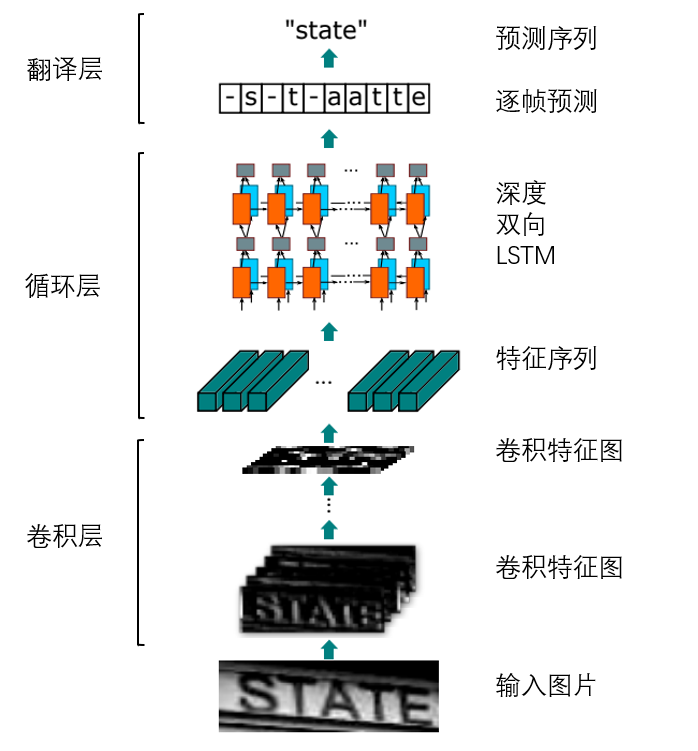 "state"
预测序列
翻译层
-s-t-aatte
逐帧预测
深度
双向
LSTM
循环层
...
特征序列
卷积特征图
卷积层
卷积特征图
STATE
STATE
输入图片